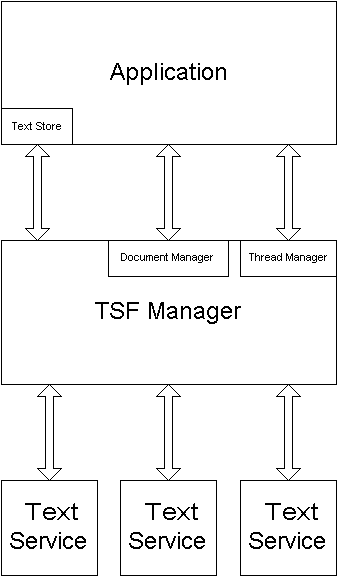 Application
Text Store
Document Manager
Thread Manager
TSF Manager
Text
Service
Text
Service
Text
Service